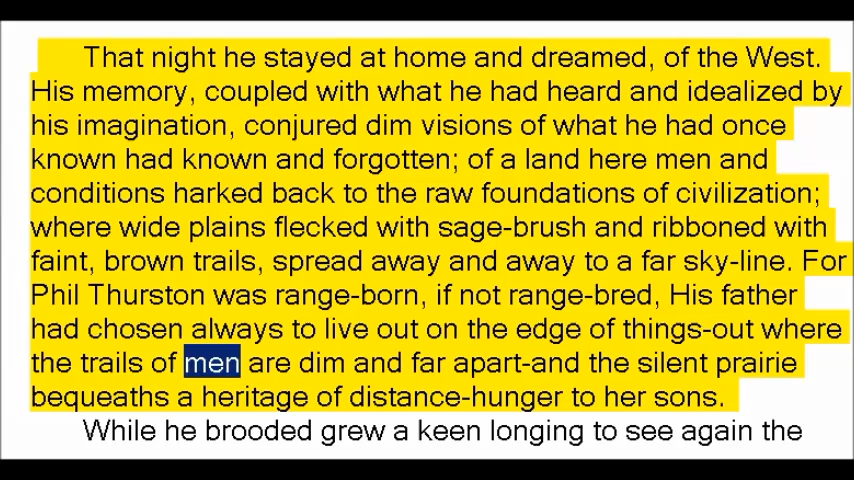 That night he stayed at home and dreamed, of the West.
His memory, coupled with what he had heard and idealized by
his imagination, conjured dim visions of what he had once
known had known and forgotten; of a land here men and
conditions harked back to the raw foundations of civilization;
where wide plains flecked with sage-brush and ribboned with
faint, brown trails, spread away and away to a far sky-line. For
Phil Thurston was range-born, if not range-bred, His father
had chosen always to live out on the edge of things-out where
the trails of men are dim and far apart-and the silent prairie
bequeaths a heritage of distance-hunger to her sons.
While he brooded grew a keen longing to see again the